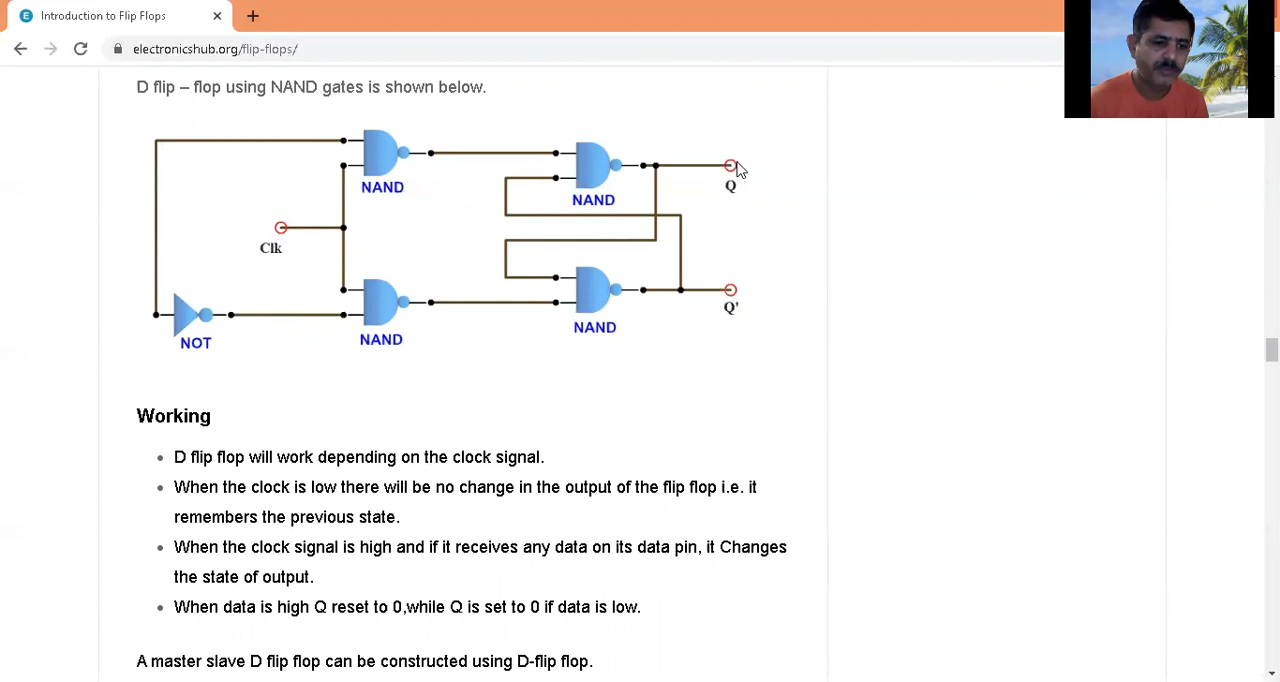 Introduction to Flip Flops
electronicshub.org/flip-flops/
D flip – flop using NAND gates is shown below.
NAND
NAND
Q
Clk
NOT
NAND
NAND
Q'
Working
D flip flop will work depending on the clock signal.
When the clock is low there will be no change in the output of the flip flop i.e. it
remembers the previous state.
When the clock signal is high and if it receives any data on its data pin, it Changes
the state of output.
When data is high Q reset to 0,while Q is set to 0 if data is low.
A master slave D flip flop can be constructed using D-flip flop.